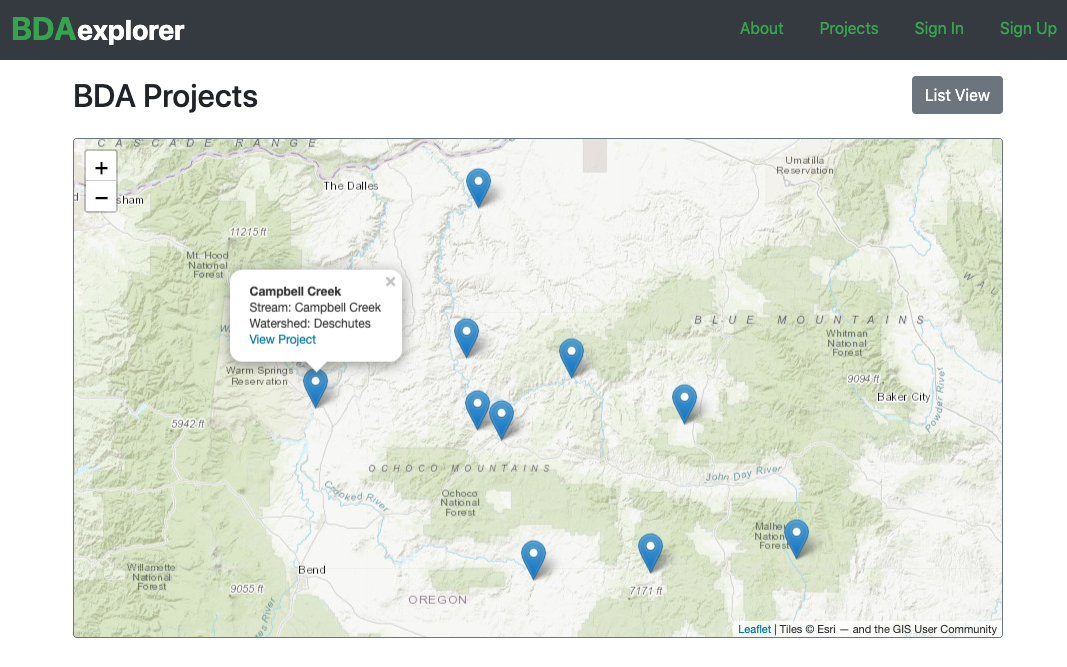 BDAexplorer
About
Projects
Sign In
Sign Up
BDA Projects
List View
CASCADE RANGE
+
−
sham
The Dalles
Umatilla
Reservation
11215 ft
Mt. Hood
National
Forest
×
Campbell Creek
Stream: Campbell Creek
Watershed: Deschutes
View Project
BLUE MOUNTAINS
Whitman
National
Forest
Warm Springs
Reservation
9094 ft
Baker City
Powder River
5942 ft
OCHOCO MOUNTAINS
John Day River
Crooked River
Ochoco
National
Forest
Forest
Bend
Willamette
National
Forest
9055 ft
7171 ft
OREGON
Leaflet | Tiles © Esri — and the GIS User Community